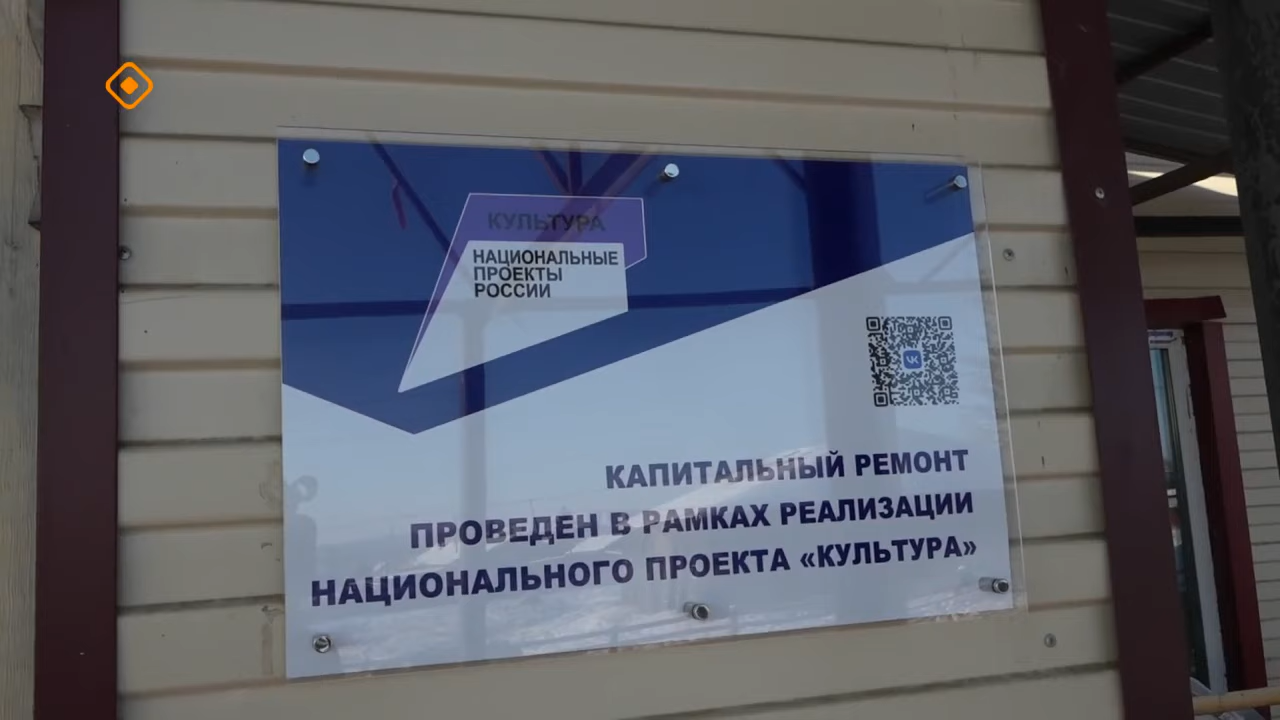 КУЛЬТУРА
НАЦИОНАЛЬНЫЕ
ПРОЕКТЫ
РОССИИ
КАПИТАЛЬНЫЙ РЕМОНТ
ПРОВЕДЕН В РАМКАХ РЕАЛИЗАЦИИ
НАЦИОНАЛЬНОГО ПРОЕКТА «КУЛЬТУРА»